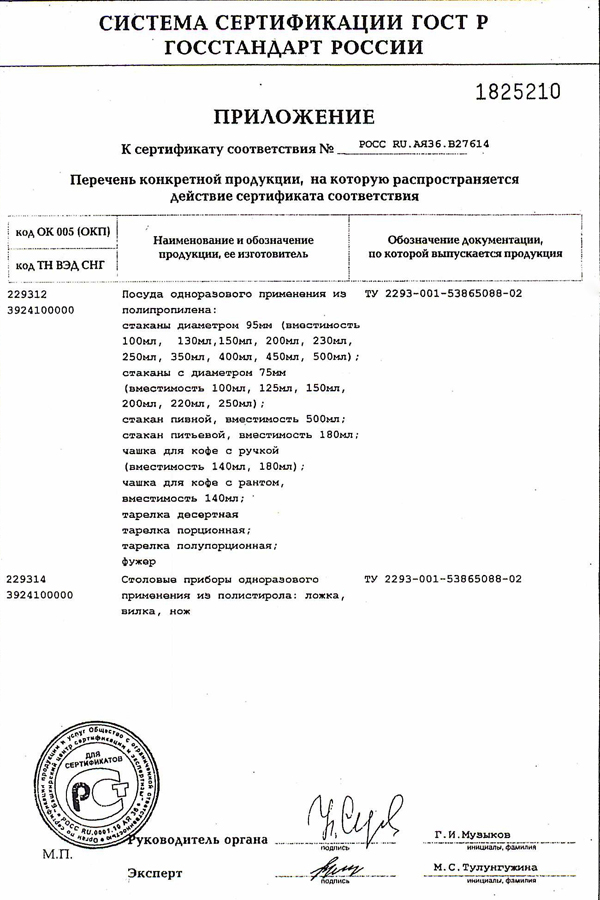 СИСТЕМА СЕРТИФИКАЦИИ ГОСТ Р
ГОССТАНДАРТ РОССИИ
1825210
ПРИЛОЖЕНИЕ
К сертификату соответствия № РОСС RU.АЯ36.В27614
Перечень конкретной продукции, на которую распространяется
действие сертификата соответствия
код ОК 005 (ОКП)
код ТН ВЭД СНГ
Наименование и обозначение
продукции, ее изготовитель
Обозначение документации,
по которой выпускается продукция
229312 Посуда одноразового применения из ТУ 2293-001-53865088-02
3924100000 полипропилена:
стаканы диаметром 95мм (вместимость
100мл, 130мл,150мл, 200мл, 230мл,
250мл, 350мл, 400мл, 450мл, 500мл);
стаканы с диаметром 75мм
(вместимость 100мл, 125мл, 150мл,
200мл, 220мл, 250мл);
стакан пивной, вместимость 500мл;
стакан питьевой, вместимость 180мл;
чашка для кофе с ручкой
(вместимость 140мл, 180мл);
чашка для кофе с рантом,
вместимость 140мл;
тарелка десертная
тарелка порционная;
тарелка полупорционная;
фужер
229314 Столовые приборы одноразового ТУ 2293-001-53865088-02
3924100000 применения из полистирола: ложка,
вилка, нож
ДЛЯ
СЕРТИФИКАТОВ
РОСС RU.0001.10 АЯ 36
М.П.
Руководитель органа
подпись
Г.И.Музыков
инициалы, фамилия
Эксперт
подпись
М.С.Тулунгужина
инициалы, фамилия